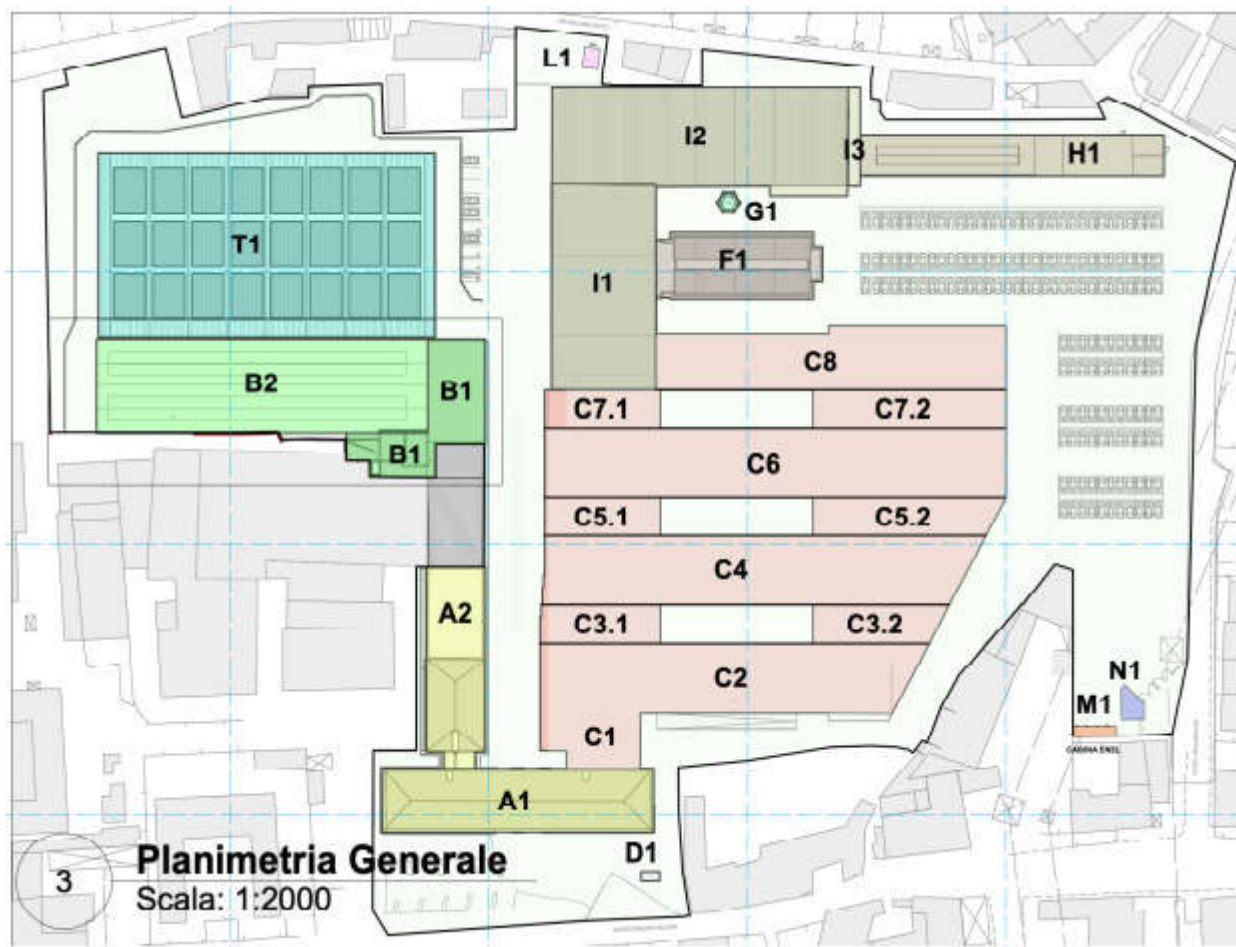 L1
I2
I3
H1
G1
T1
F1
I1
C8
B2
B1
C7.1
C7.2
B1
C6
C5.1
C5.2
C4
A2
C3.1
C3.2
C2
N1
M1
C1
CABINA ENEL
A1
D1
3
Planimetria Generale
Scala: 1:2000